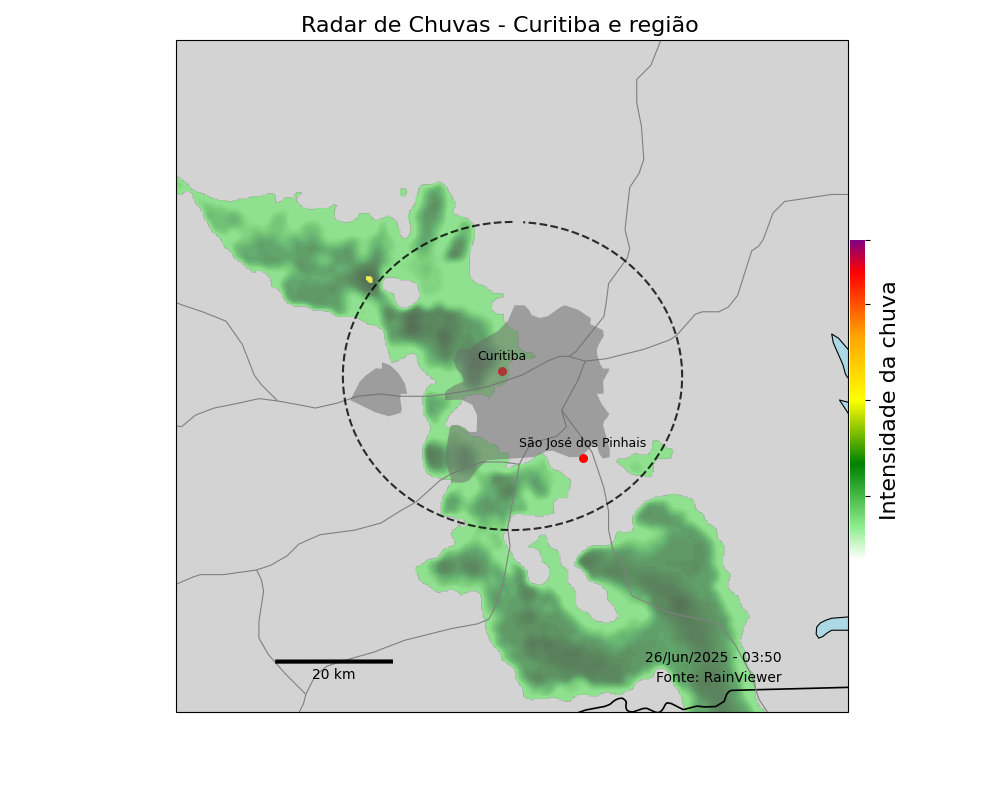 Radar de Chuvas - Curitiba e região
Curitiba
São José dos Pinhais
Intensidade da chuva
26/Jun/2025 - 03:50
Fonte: RainViewer
20 km